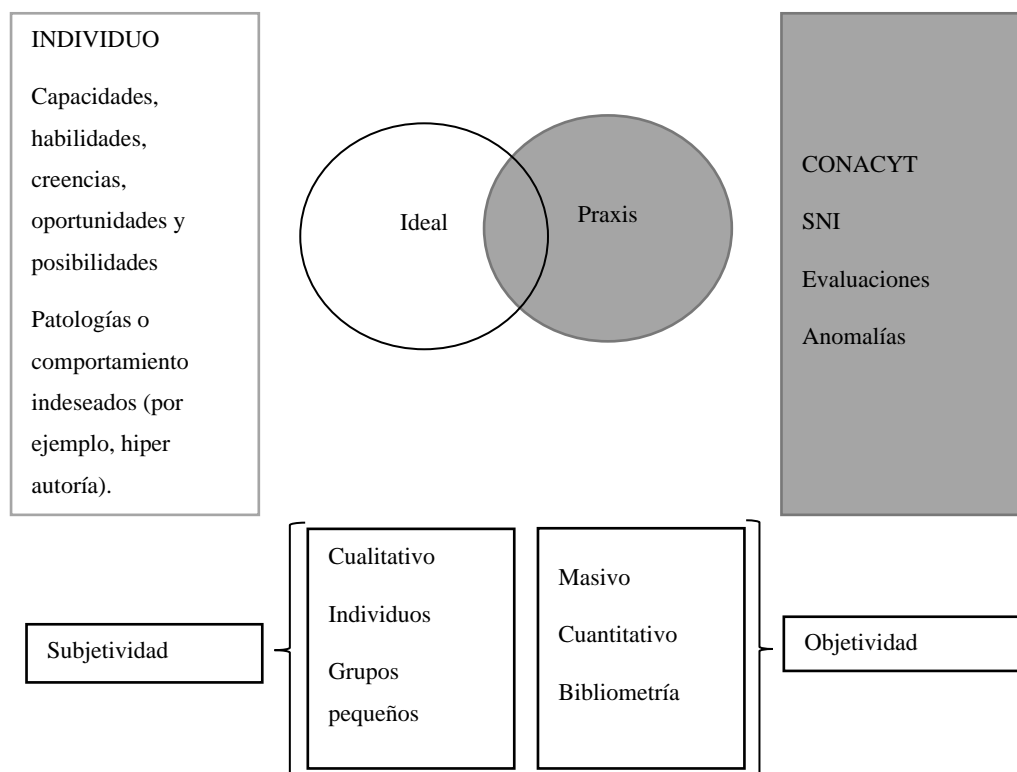 INDIVIDUO
Capacidades,
habilidades,
creencias,
oportunidades y
posibilidades
Patologías o
comportamiento
indeseados (por
ejemplo, hiper
autoría).
Ideal
Praxis
CONACYT
SNI
Evaluaciones
Anomalías
Subjetividad
Cualitativo
Individuos
Grupos
pequeños
Masivo
Cuantitativo
Bibliometría
Objetividad